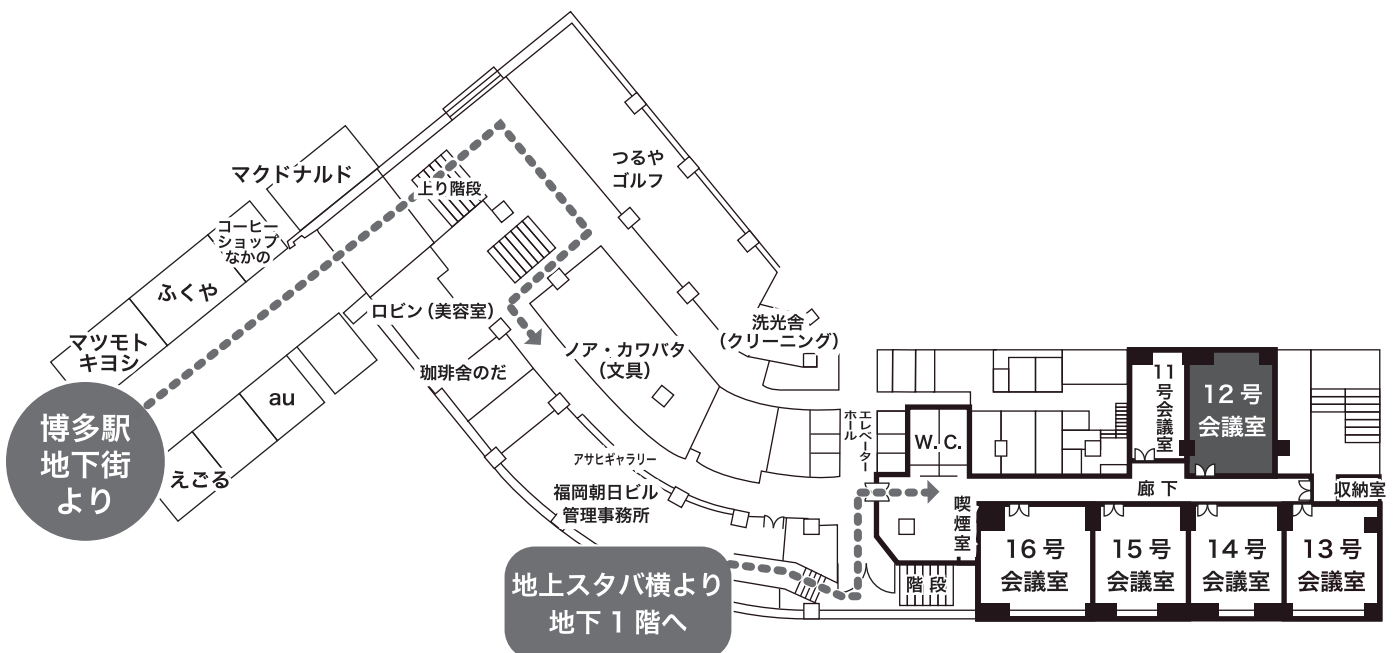 マクドナルド
コーヒー
ショップ
なかの
ふくや
マツモト
キヨシ
博多駅
地下街
より
au
えごる
上り階段
つるや
ゴルフ
ロビン（美容室）
珈琲舎のだ
ノア・カワバタ
（文具）
洗光舎
（クリーニング）
アサヒギャラリー
福岡朝日ビル
管理事務所
地上スタバ横より
地下１階へ
エレベーター
ホール
W. C.
喫煙室
階段
廊下
収納室
11号会議室
12号
会議室
16号
会議室
15号
会議室
14号
会議室
13号
会議室